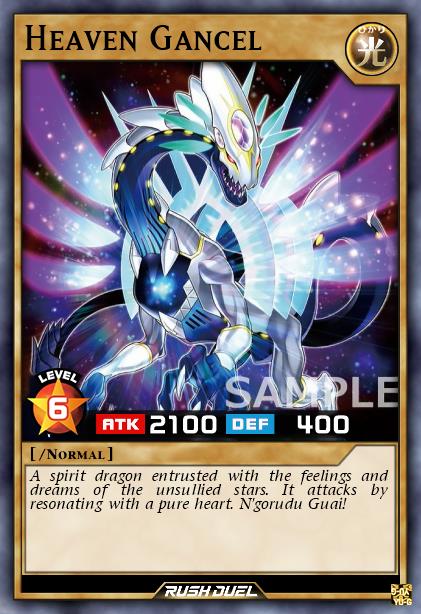 Heaven Gancel
ひかり
光
SAMPLE
LEVEL
6
ATK 2100 DEF 400
[/Normal]
A spirit dragon entrusted with the feelings and
dreams of the unsullied stars. It attacks by
resonating with a pure heart. N'gorudu Guai!
RUSH DUEL